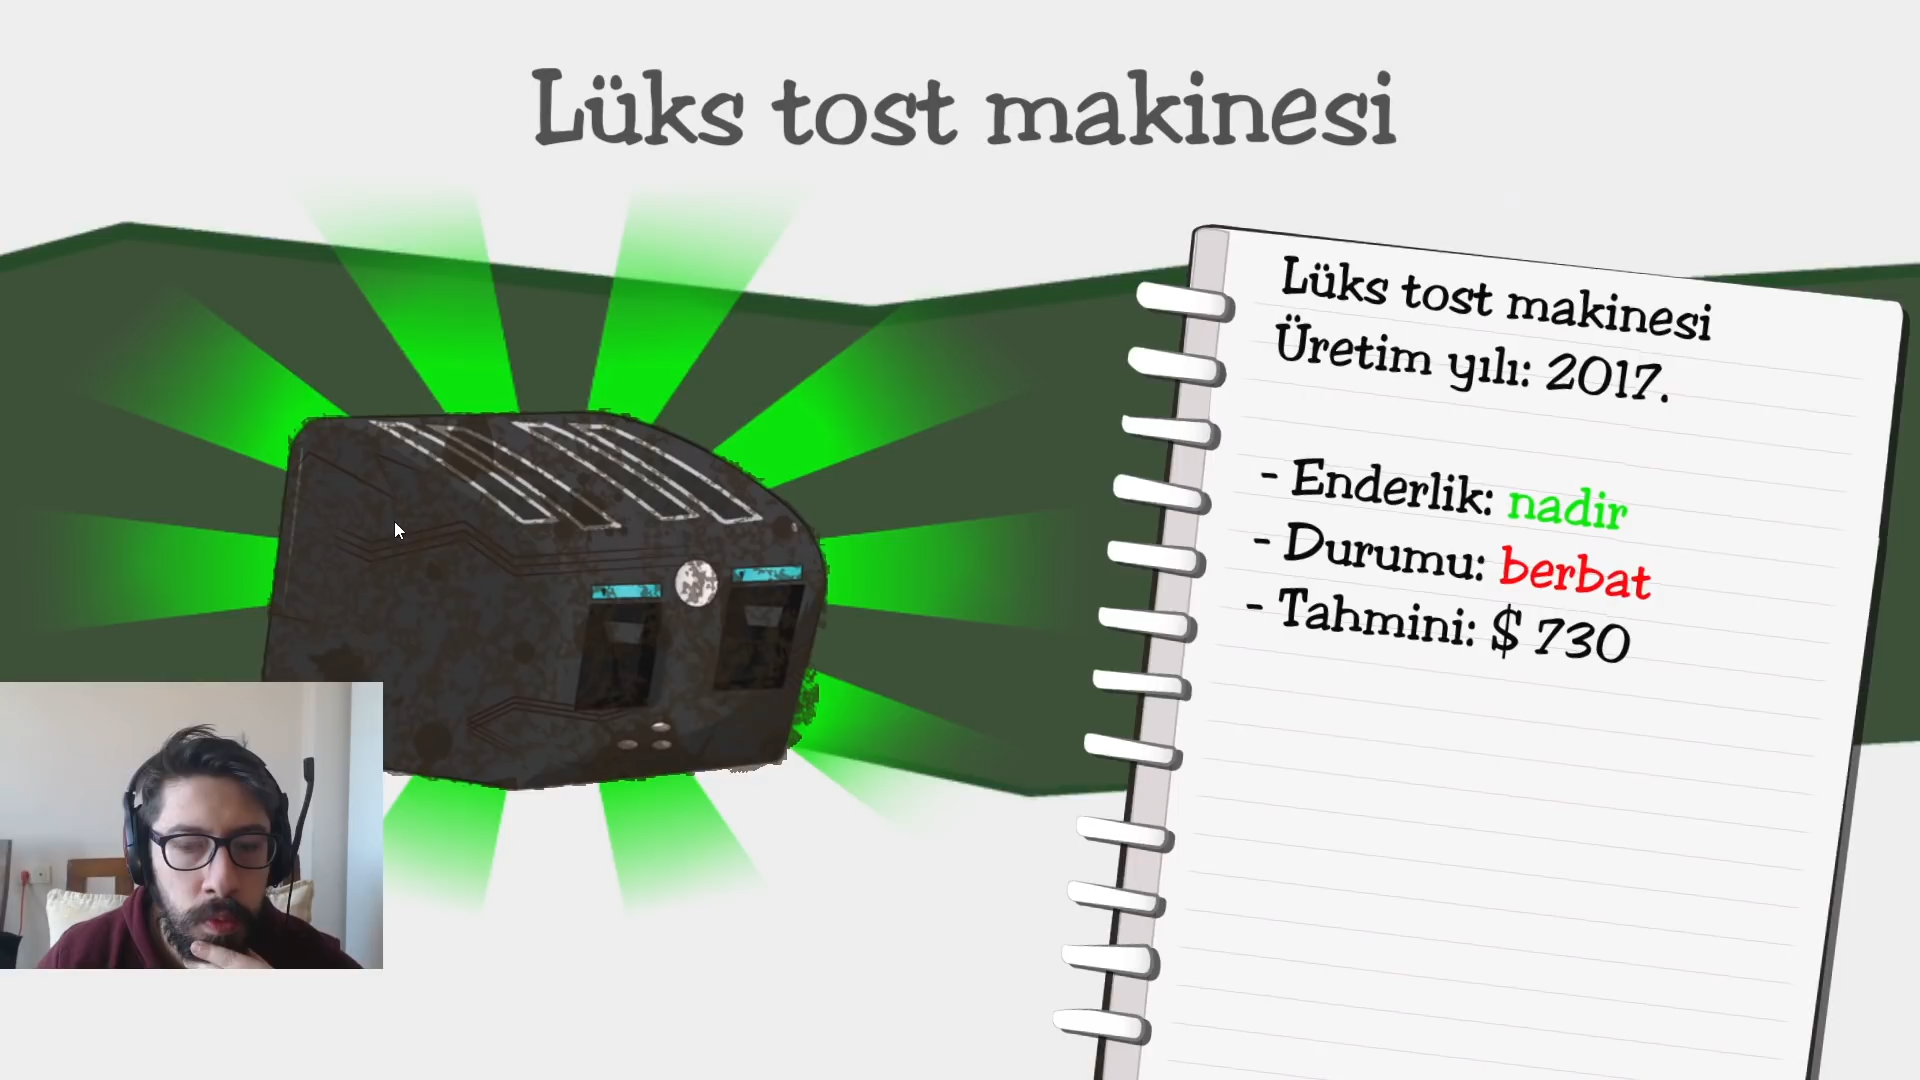 Lüks tost makinesi
Lüks tost makinesi
Üretim yılı: 2017.
- Enderlik: nadir
- Durumu: berbat
- Tahmini: $ 730